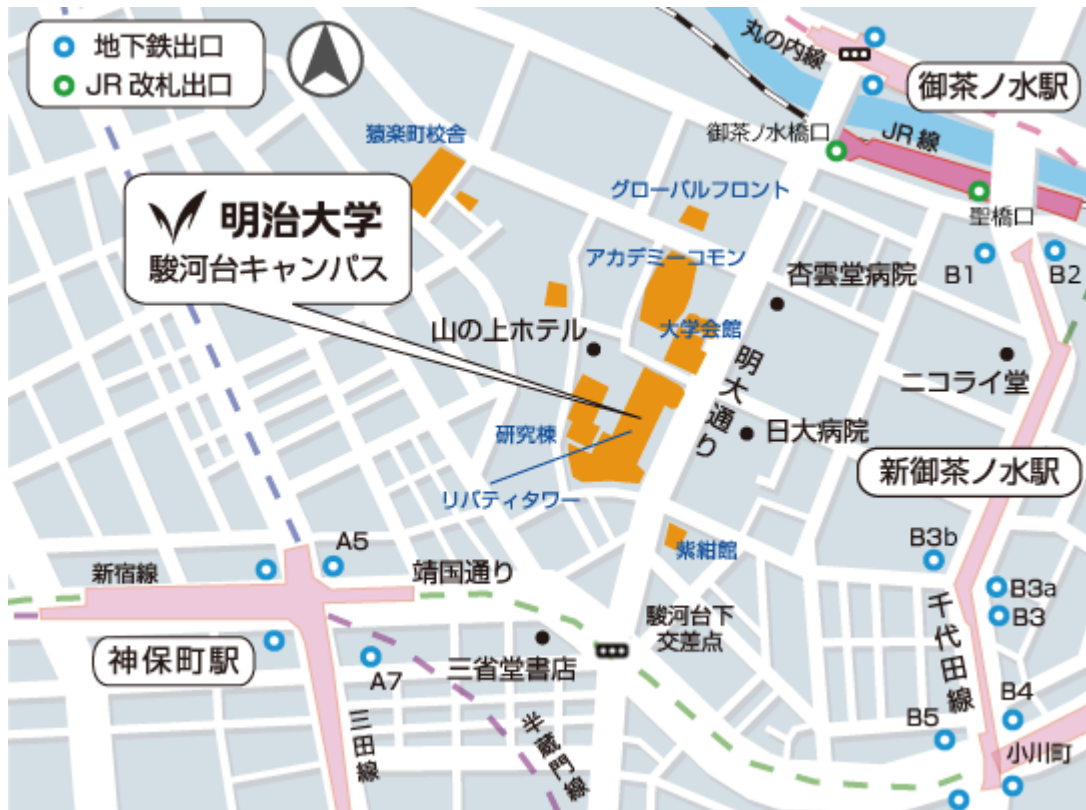 地下鉄出口
JR 改札出口
丸の内線
御茶ノ水駅
御茶ノ水橋口
JR 線
猿楽町校舎
グローバルフロント
聖橋口
明治大学
駿河台キャンパス
アカデミーコモン
杏雲堂病院
B1
B2
山の上ホテル
大学会館
明大通り
ニコライ堂
研究棟
日大病院
リバティタワー
新御茶ノ水駅
紫紺館
B3b
A5
新宿線
靖国通り
B3a
B3
駿河台下
交差点
千代田線
神保町駅
A7
三省堂書店
三田線
半蔵門線
B4
B5
小川町